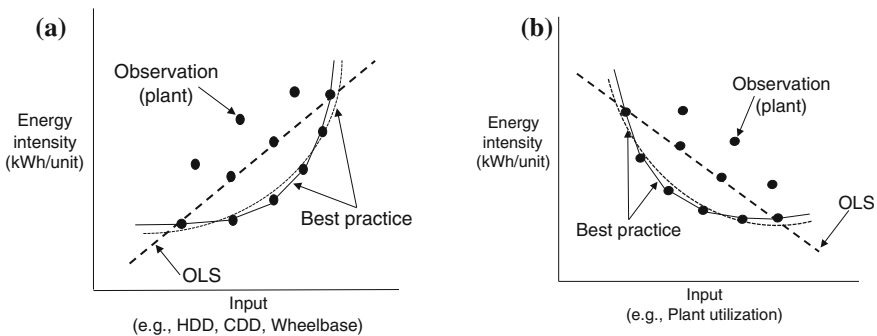 (a)
Observation
(plant)
Energy
intensity
(kWh/unit)
Best practice
OLS
Input
(e.g., HDD, CDD, Wheelbase)
(b)
Observation
(plant)
Energy
intensity
(kWh/unit)
Best practice
OLS
Input
(e.g., Plant utilization)